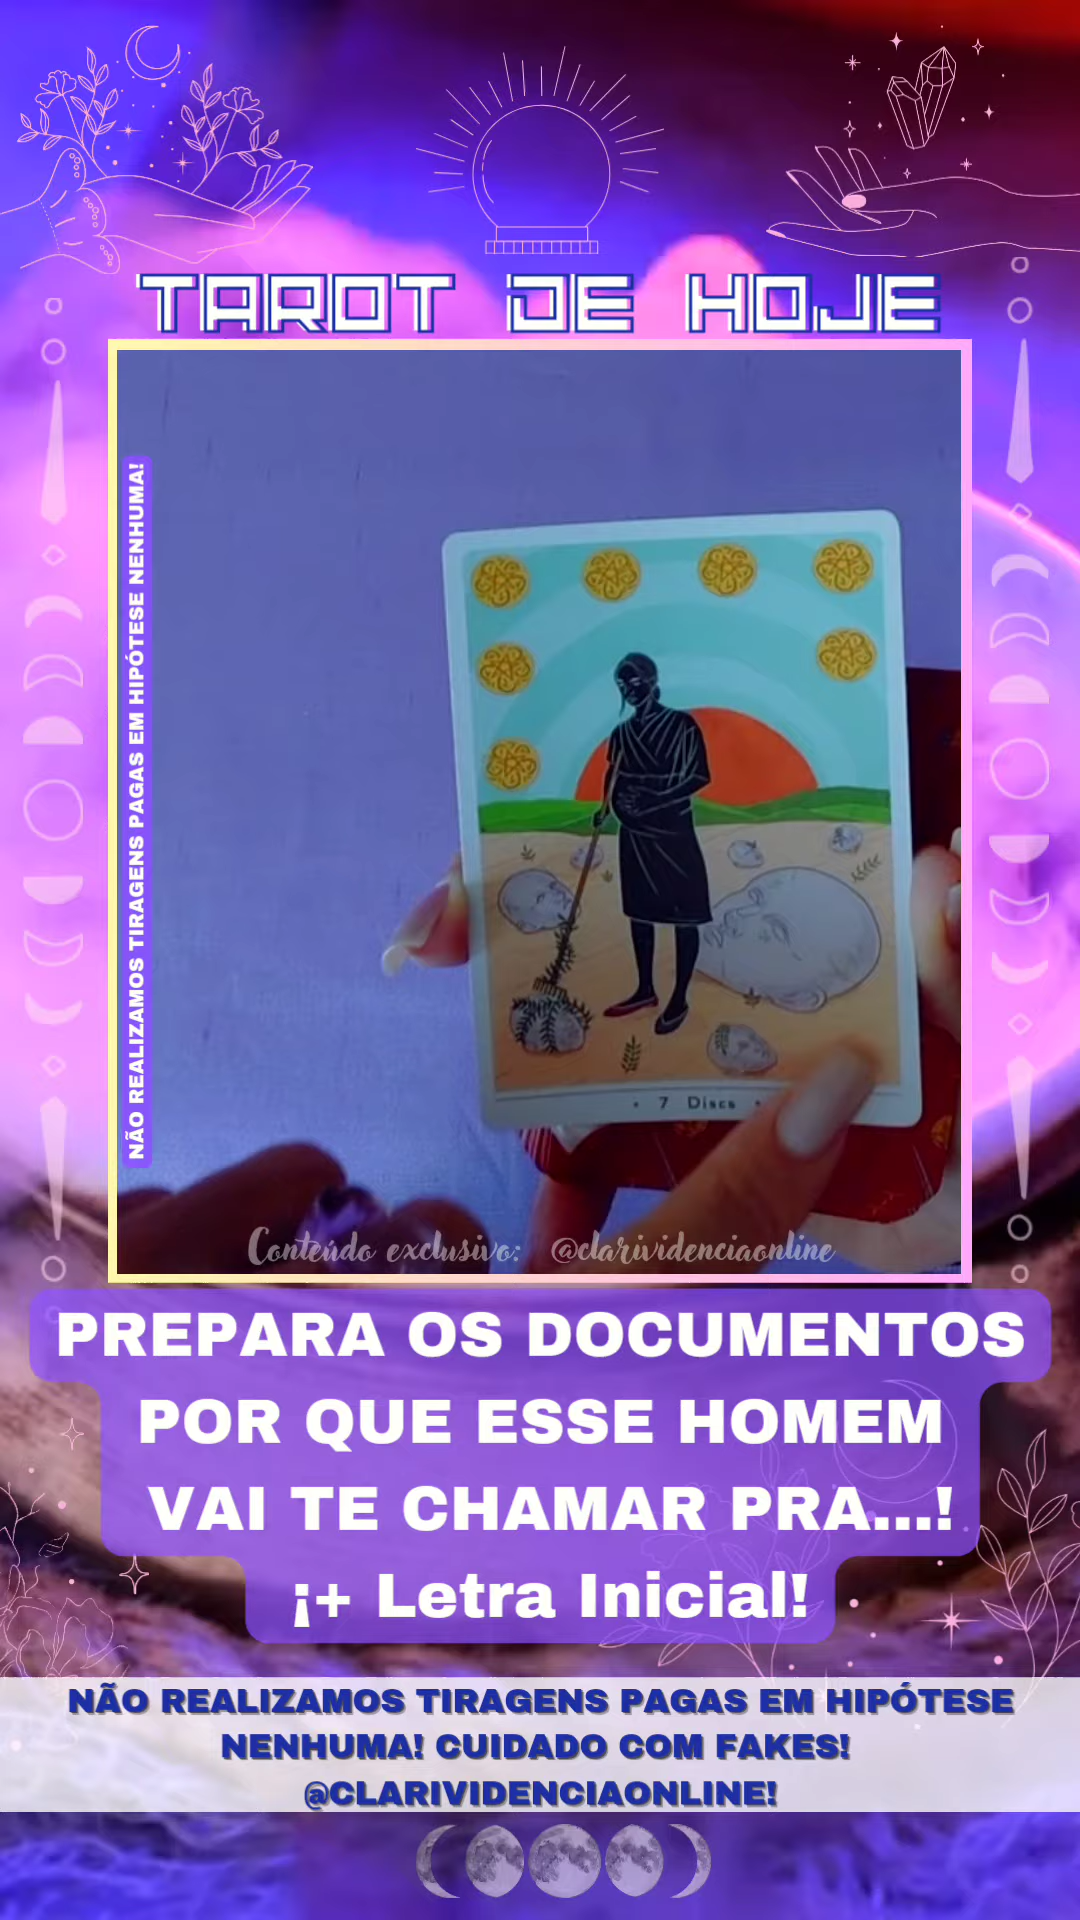 TAROT DE HOJE
NÃO REALIZAMOS TIRAGENS PAGAS EM HIPÓTESE NENHUMA!
• 7 Discs •
Conteúdo exclusivo: @clarividenciaonline
PREPARA OS DOCUMENTOS
POR QUE ESSE HOMEM
VAI TE CHAMAR PRA...!
¡+ Letra Inicial!
NÃO REALIZAMOS TIRAGENS PAGAS EM HIPÓTESE
NENHUMA! CUIDADO COM FAKES!
@CLARIVIDENCIAONLINE!